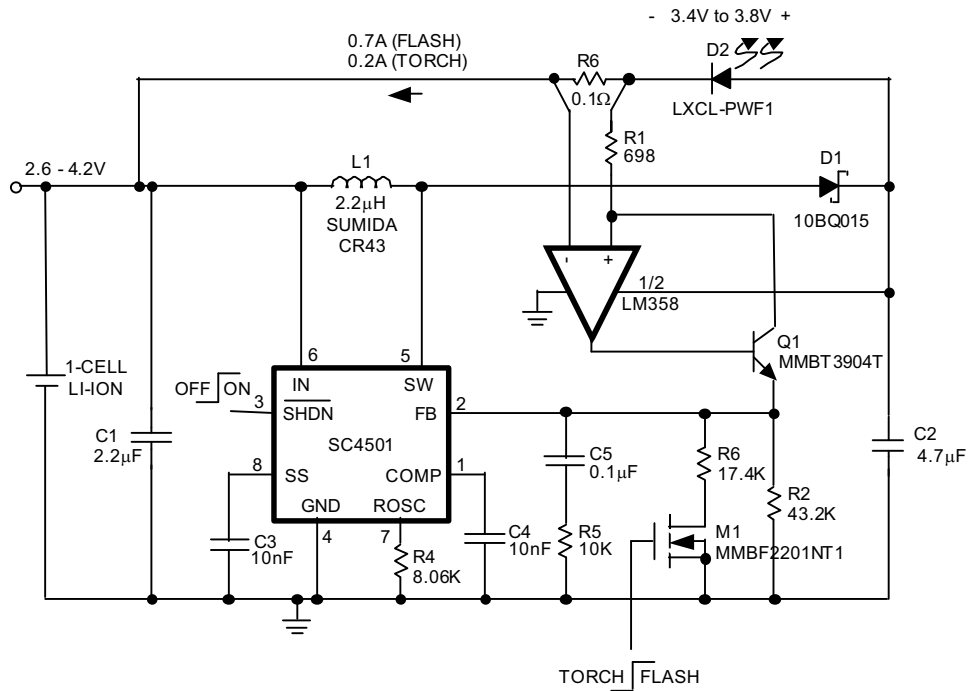 - 3.4V to 3.8V +
0.7A (FLASH)
0.2A (TORCH)
R6
0.1Ω
D2
LXCL-PWF1
R1
698
2.6 - 4.2V
L1
2.2μH
SUMIDA
CR43
D1
10BQ015
- +
1/2
LM358
Q1
MMBT3904T
1-CELL
LI-ION
6
5
IN
SW
OFF ON
3
SHDN
FB
2
SC4501
C1
2.2μF
8
SS
COMP
1
GND
ROSC
4
7
C3
10nF
R4
8.06K
C4
10nF
C5
0.1μF
R5
10K
R6
17.4K
M1
MMBF2201NT1
R2
43.2K
C2
4.7μF
TORCH FLASH